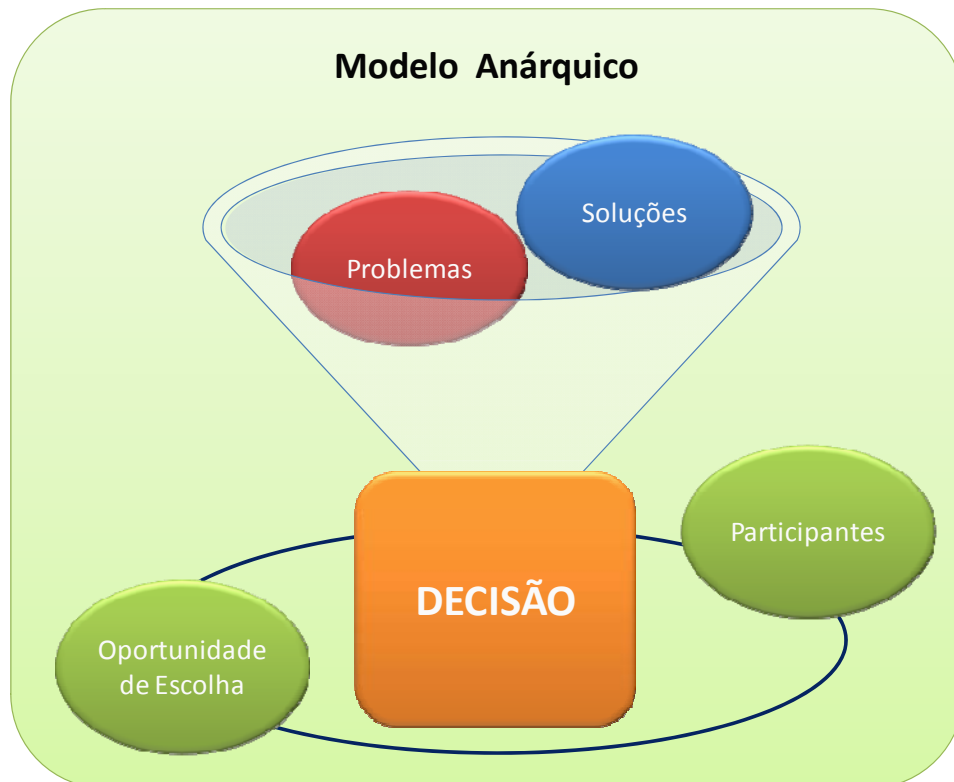 Modelo Anárquico
Soluções
Problemas
Participantes
DECISÃO
Oportunidade
de Escolha